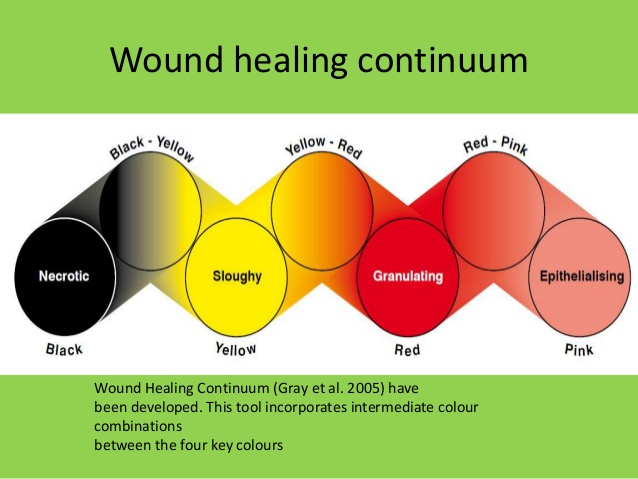 Wound healing continuum
Black - Yellow
Yellow - Red
Red - Pink
Necrotic
Sloughy
Granulating
Epithelialising
Black
Yellow
Red
Pink
Wound Healing Continuum (Gray et al. 2005) have
been developed. This tool incorporates intermediate colour
combinations
between the four key colours